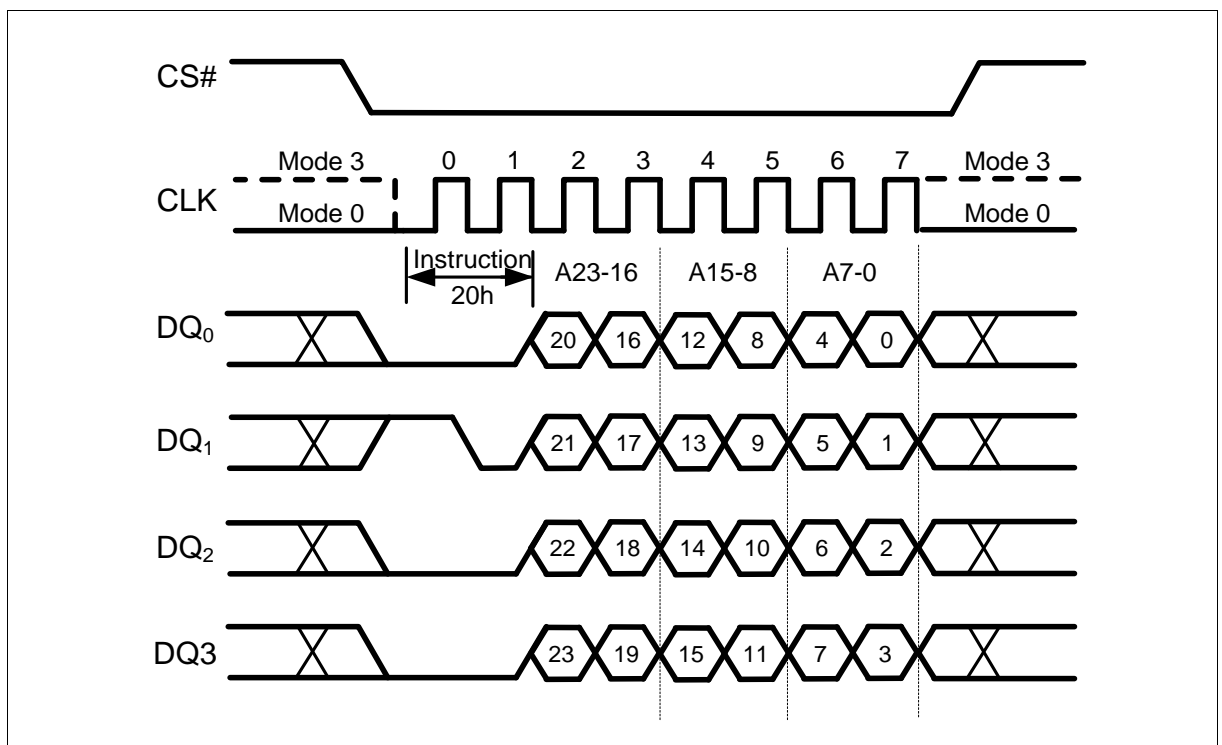 CS#
Mode 3 0 1 2 3 4 5 6 7 Mode 3
CLK
Mode 0 Mode 0
Instruction A23-16 A15-8 A7-0
20h
DQ0 20 16 12 8 4 0
DQ1 21 17 13 9 5 1
DQ2 22 18 14 10 6 2
DQ3 23 19 15 11 7 3